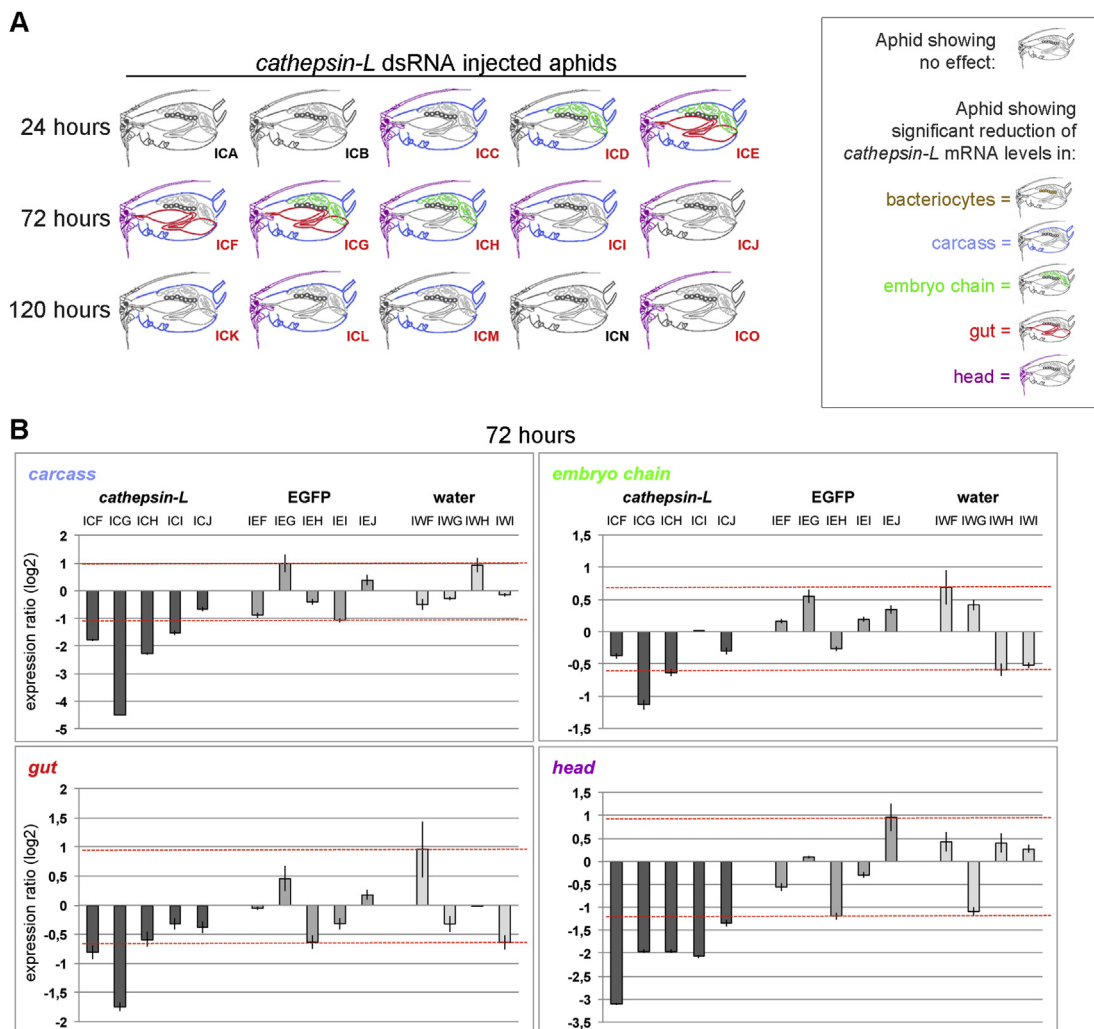 A
cathepsin-L dsRNA injected aphids
24 hours
ICA ICB ICC ICD ICE
72 hours
ICF ICG ICH ICI ICJ
120 hours
ICK ICL ICM ICN ICO
Aphid showing
no effect:
Aphid showing
significant reduction of
cathepsin-L mRNA levels in:
bacteriocytes =
carcass =
embryo chain =
gut =
head =
B
72 hours
carcass
cathepsin-L EGFP water
ICF ICG ICH ICI ICJ IEF IEG IEH IEI IEJ IWF IWG IWH IWI
expression ratio (log2)
2
1
0
-1
-2
-3
-4
-5
embryo chain
cathepsin-L EGFP water
ICF ICG ICH ICI ICJ IEF IEG IEH IEI IEJ IWF IWG IWH IWI
1,5
1
0,5
0
-0,5
-1
-1,5
gut
expression ratio (log2)
2
1,5
1
0,5
0
-0,5
-1
-1,5
-2
head
1,5
1
0,5
0
-0,5
-1
-1,5
-2
-2,5
-3
-3,5